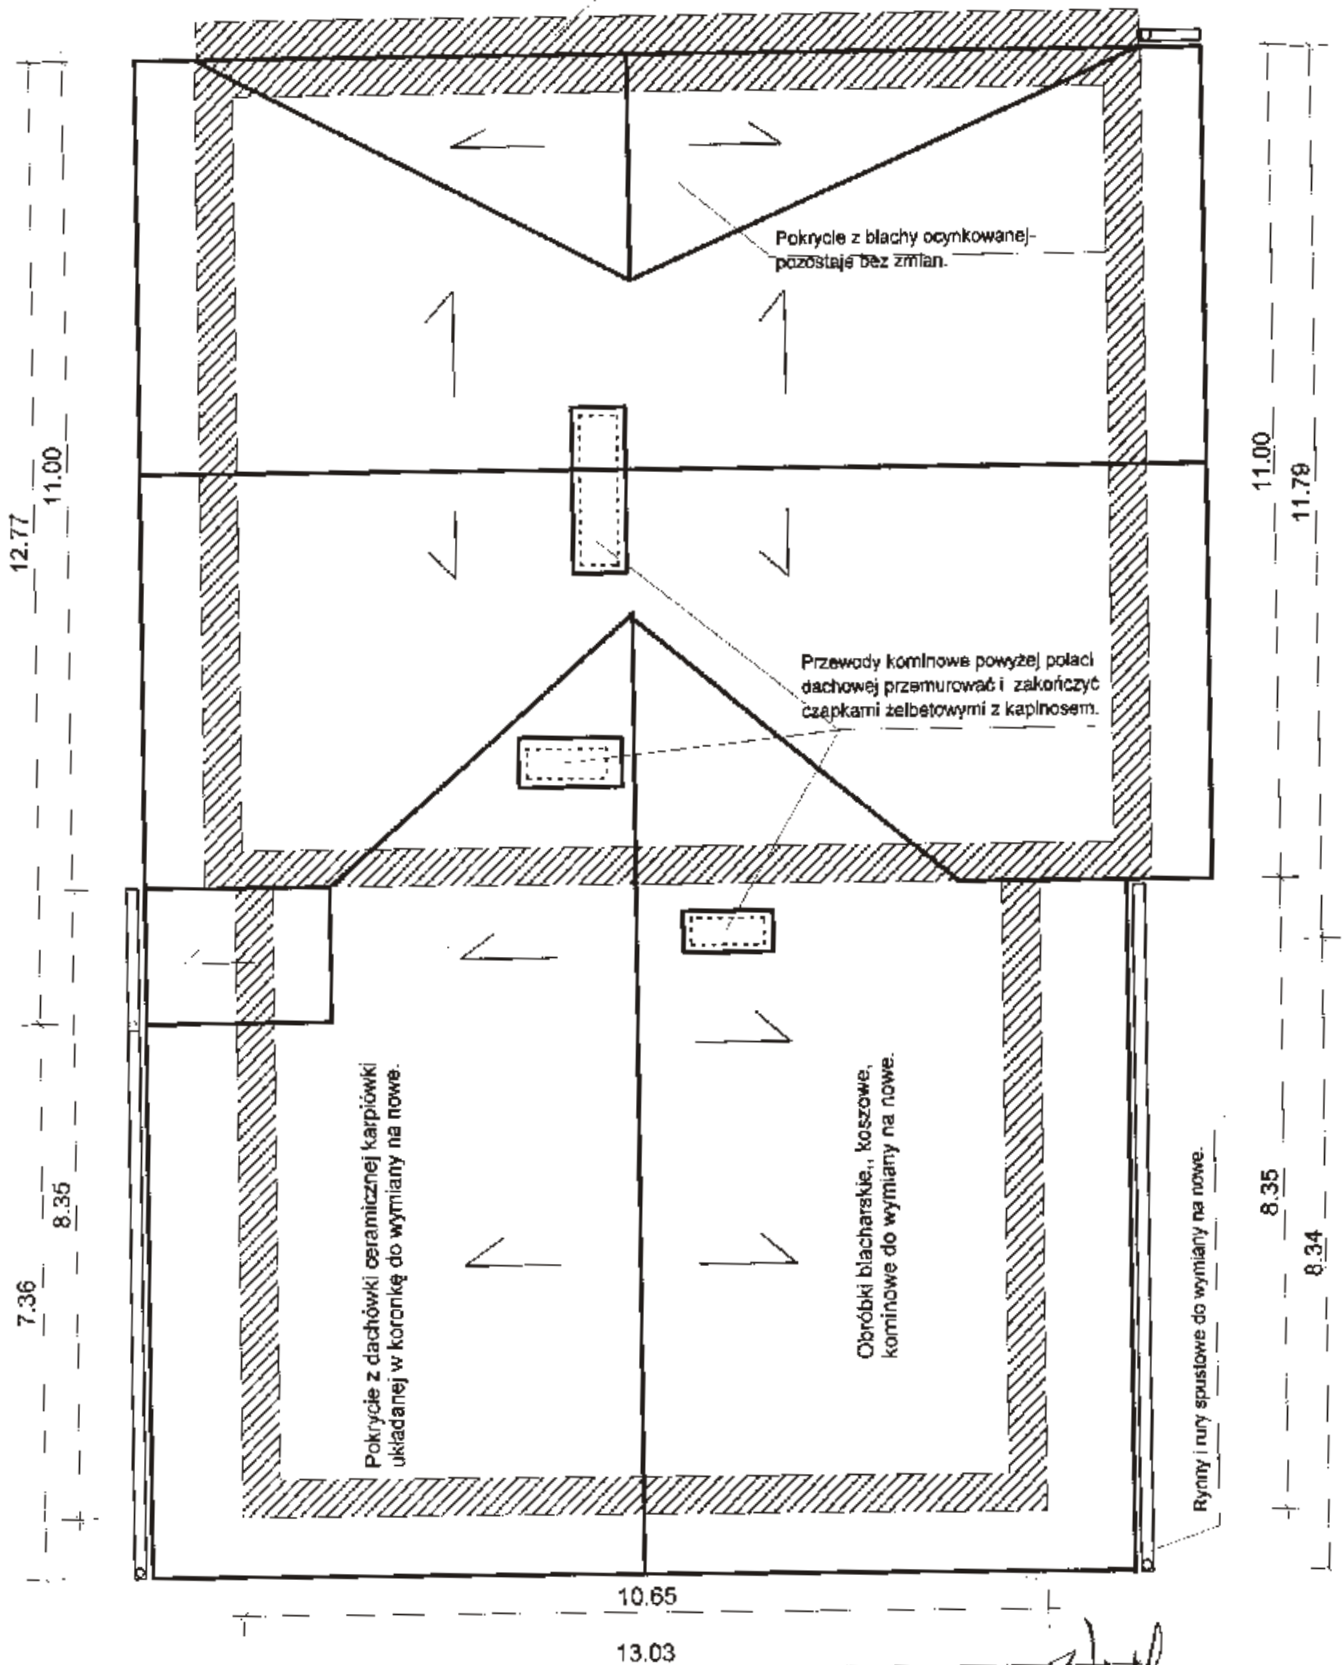 Pokrycie z blachy ocynkowanej-
pozostaje bez zmian.
12.77
11.00
11.00
11.79
Przewody kominowe powyżej połaci
dachowej przemurować i zakończyć
czapkami żelbetowymi z kapinosem.
Pokrycie z dachówki ceramicznej karpiówki
układanej w koronkę do wymiany na nowe.
Obróbki blacharskie,, koszowe,
kominowe do wymiany na nowe.
Rynny i rury spustowe do wymiany na nowe.
7.36
8.35
8.35
8.34
10.65
13.03